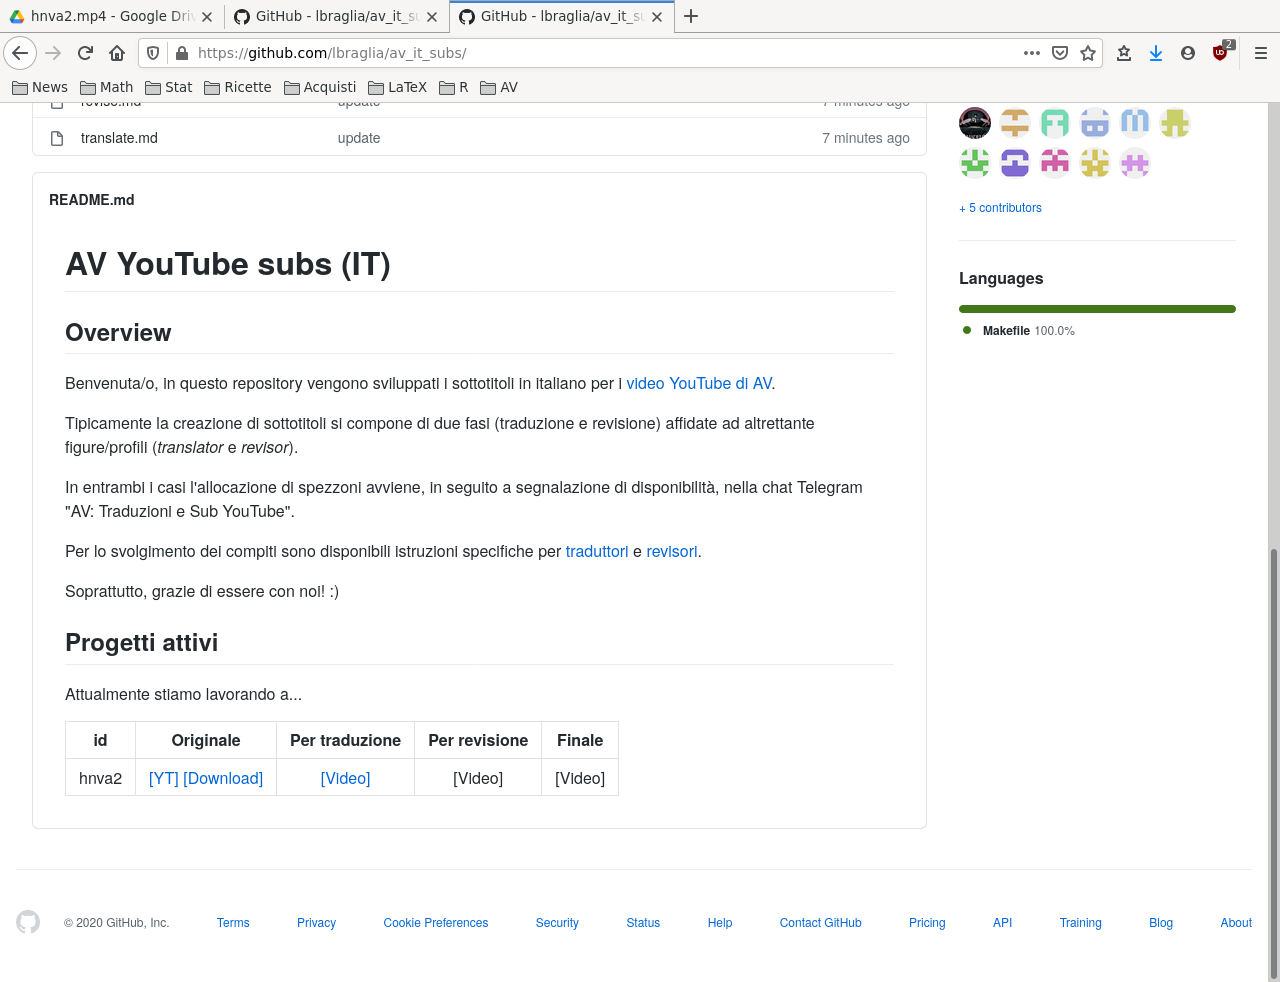 hnva2.mp4 - Google Driv
GitHub - lbraglia/av_it_su
GitHub - lbraglia/av_it_su
https://github.com/lbraglia/av_it_subs/
2
News Math Stat Ricette Acquisti LaTeX R AV
revise.md update 7 minutes ago
translate.md update 7 minutes ago
README.md
AV YouTube subs (IT)
Overview
Benvenuta/o, in questo repository vengono sviluppati i sottotitoli in italiano per i video YouTube di AV.
Tipicamente la creazione di sottotitoli si compone di due fasi (traduzione e revisione) affidate ad altrettante
figure/profili (translator e revisor).
In entrambi i casi l'allocazione di spezzoni avviene, in seguito a segnalazione di disponibilità, nella chat Telegram
"AV: Traduzioni e Sub YouTube".
Per lo svolgimento dei compiti sono disponibili istruzioni specifiche per traduttori e revisori.
Soprattutto, grazie di essere con noi! :)
Progetti attivi
Attualmente stiamo lavorando a...
id Originale Per traduzione Per revisione Finale
hnva2 [YT] [Download] [Video] [Video] [Video]
+ 5 contributors
Languages
Makefile 100.0%
© 2020 GitHub, Inc. Terms Privacy Cookie Preferences Security Status Help Contact GitHub Pricing API Training Blog About